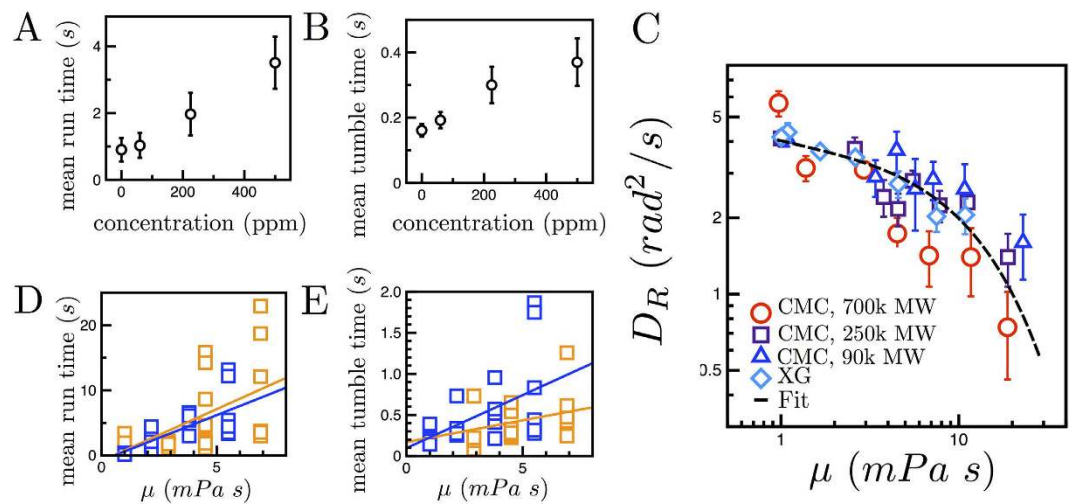 A
mean run time (s)
4
2
0
0
200
400
concentration (ppm)
B
mean tumble time (s)
0.4
0.2
0.0
0
200
400
concentration (ppm)
C
D_R (rad^2/s)
5
2
1
0.5
CMC, 700k MW
CMC, 250k MW
CMC, 90k MW
XG
Fit
1
10
μ (mPa s)
D
mean run time (s
20
10
0
5
μ (mPa s)
E
mean tumble time (s
2.0
1.5
1.0
0.5
0.0
0
5
μ (mPa s)